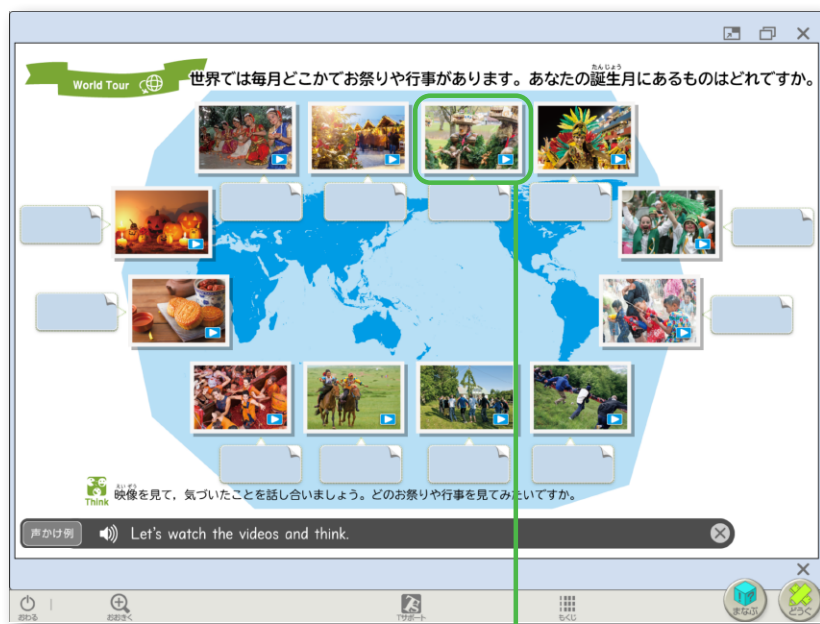 World Tour
世界では毎月どこかでお祭りや行事があります。あなたの誕生月にあるものはどれですか。
たんじょう
Think
映像を見て，気づいたことを話し合いましょう。どのお祭りや行事を見てみたいですか。
えいぞう
声かけ例
Let's watch the videos and think.
おわる
おおきく
Tサポート
もくじ
まなぶ
どうぐ